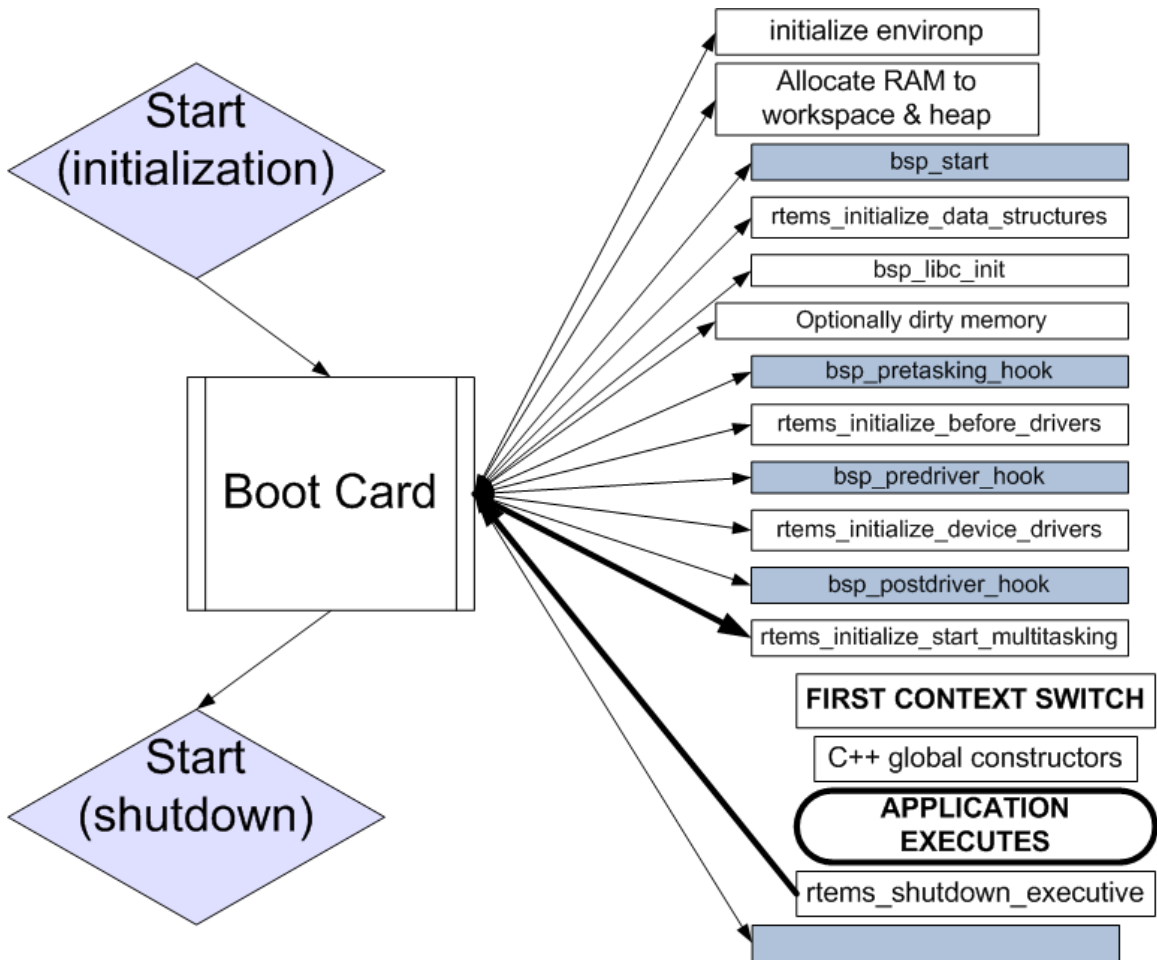 Start
(initialization)
Boot Card
Start
(shutdown)
initialize environp
Allocate RAM to
workspace & heap
bsp_start
rtems_initialize_data_structures
bsp_libc_init
Optionally dirty memory
bsp_pretasking_hook
rtems_initialize_before_drivers
bsp_predriver_hook
rtems_initialize_device_drivers
bsp_postdriver_hook
rtems_initialize_start_multitasking
FIRST CONTEXT SWITCH
C++ global constructors
APPLICATION
EXECUTES
rtems_shutdown_executive